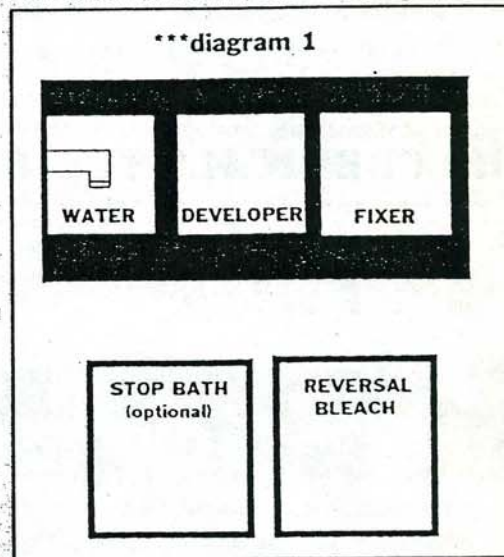 ***diagram 1
WATER DEVELOPER FIXER
STOP BATH REVERSAL
(optional) BLEACH